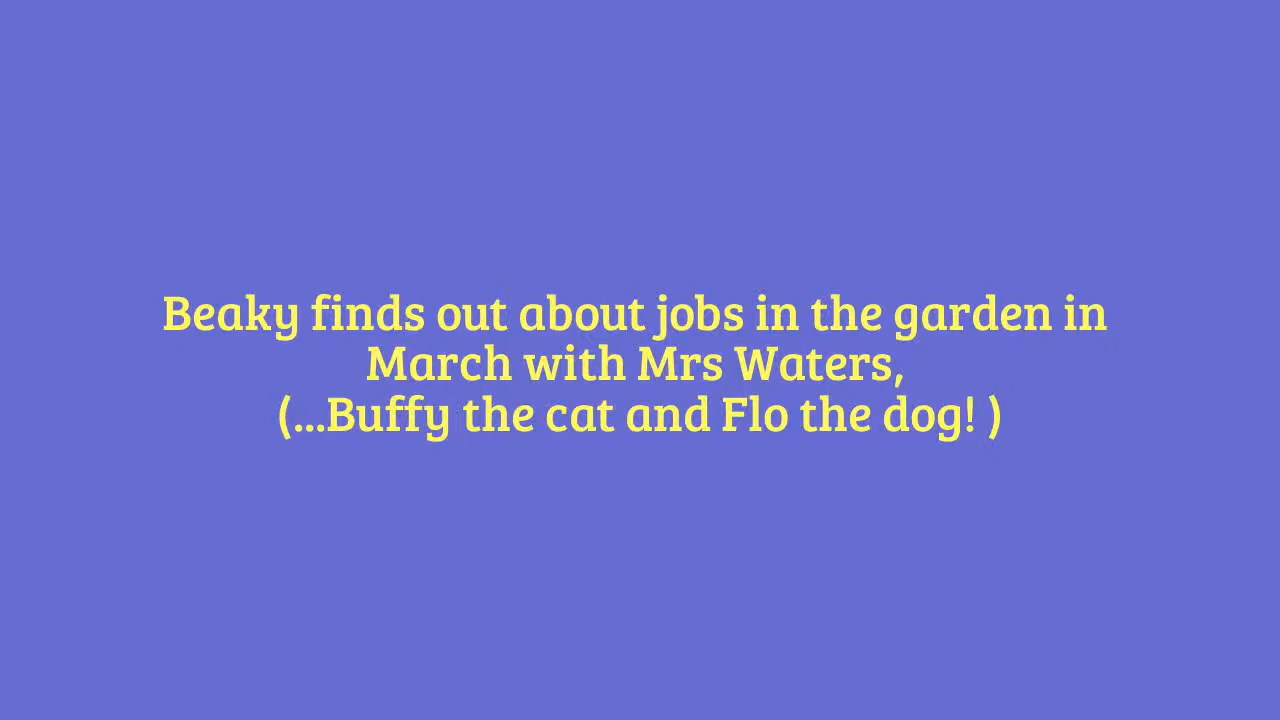 Beaky finds out about jobs in the garden in
March with Mrs Waters,
(...Buffy the cat and Flo the dog! )